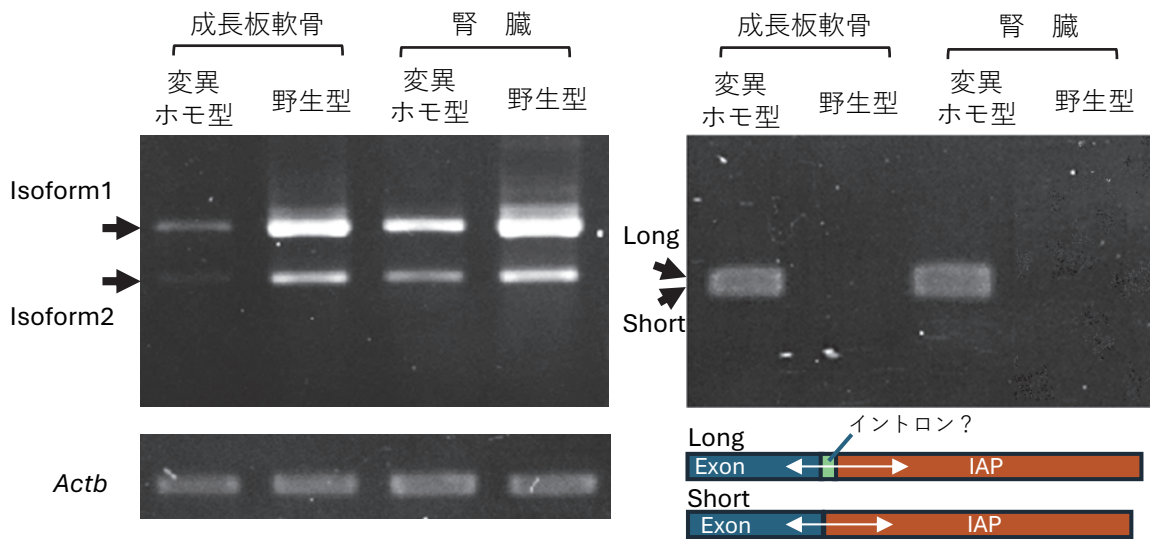 成長板軟骨
腎　臓
変異
ホモ型
野生型
変異
ホモ型
野生型
Isoform1
Isoform2
Actb
成長板軟骨
腎　臓
変異
ホモ型
野生型
変異
ホモ型
野生型
Long
Short
イントロン？
Long
Exon
IAP
Short
Exon
IAP